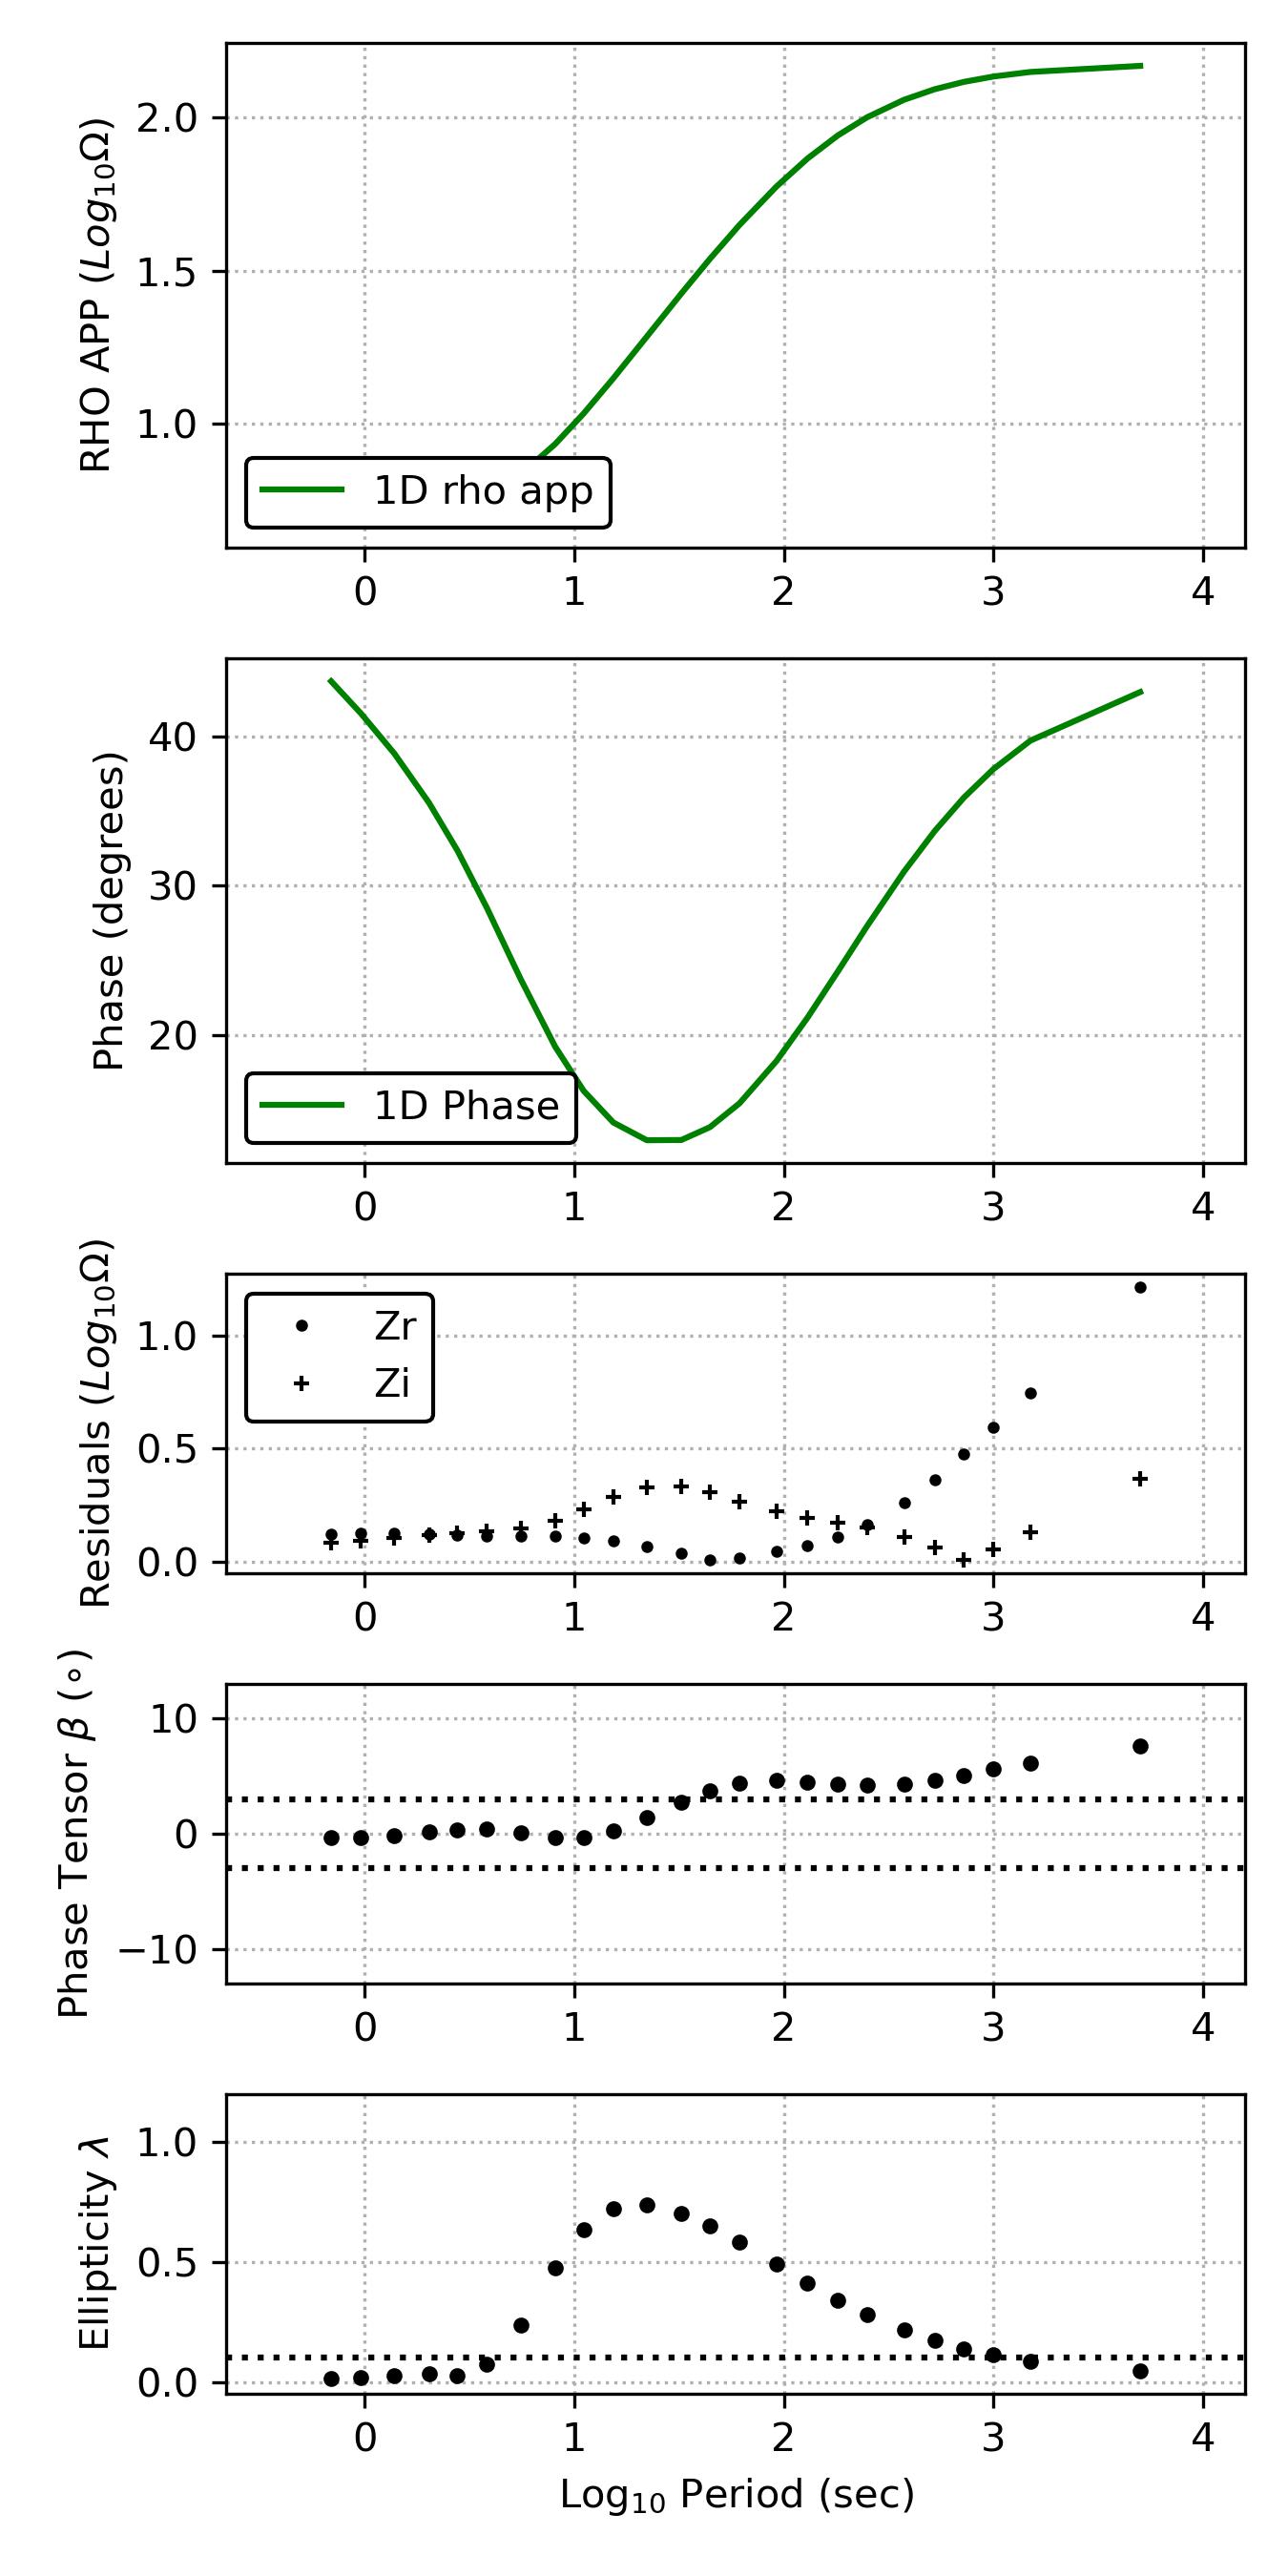 RHO APP (Log₁₀Ω)
2.0
1.5
1.0
1D rho app
0 1 2 3 4
Phase (degrees)
40
30
20
1D Phase
0 1 2 3 4
Residuals (Log₁₀Ω)
1.0
0.5
0.0
Zr
Zi
0 1 2 3 4
Phase Tensor β (∘)
10
0
−10
0 1 2 3 4
Ellipticity λ
1.0
0.5
0.0
0 1 2 3 4
Log₁₀ Period (sec)